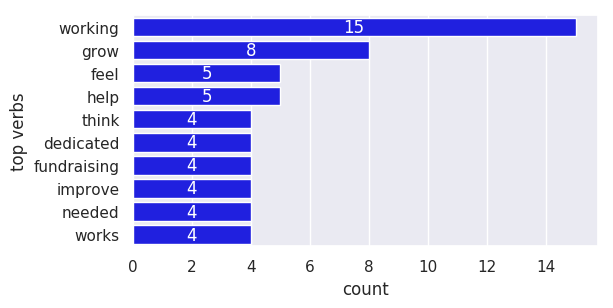 working 15
grow 8
feel 5
help 5
think 4
dedicated 4
fundraising 4
improve 4
needed 4
works 4
top verbs
0 2 4 6 8 10 12 14
count